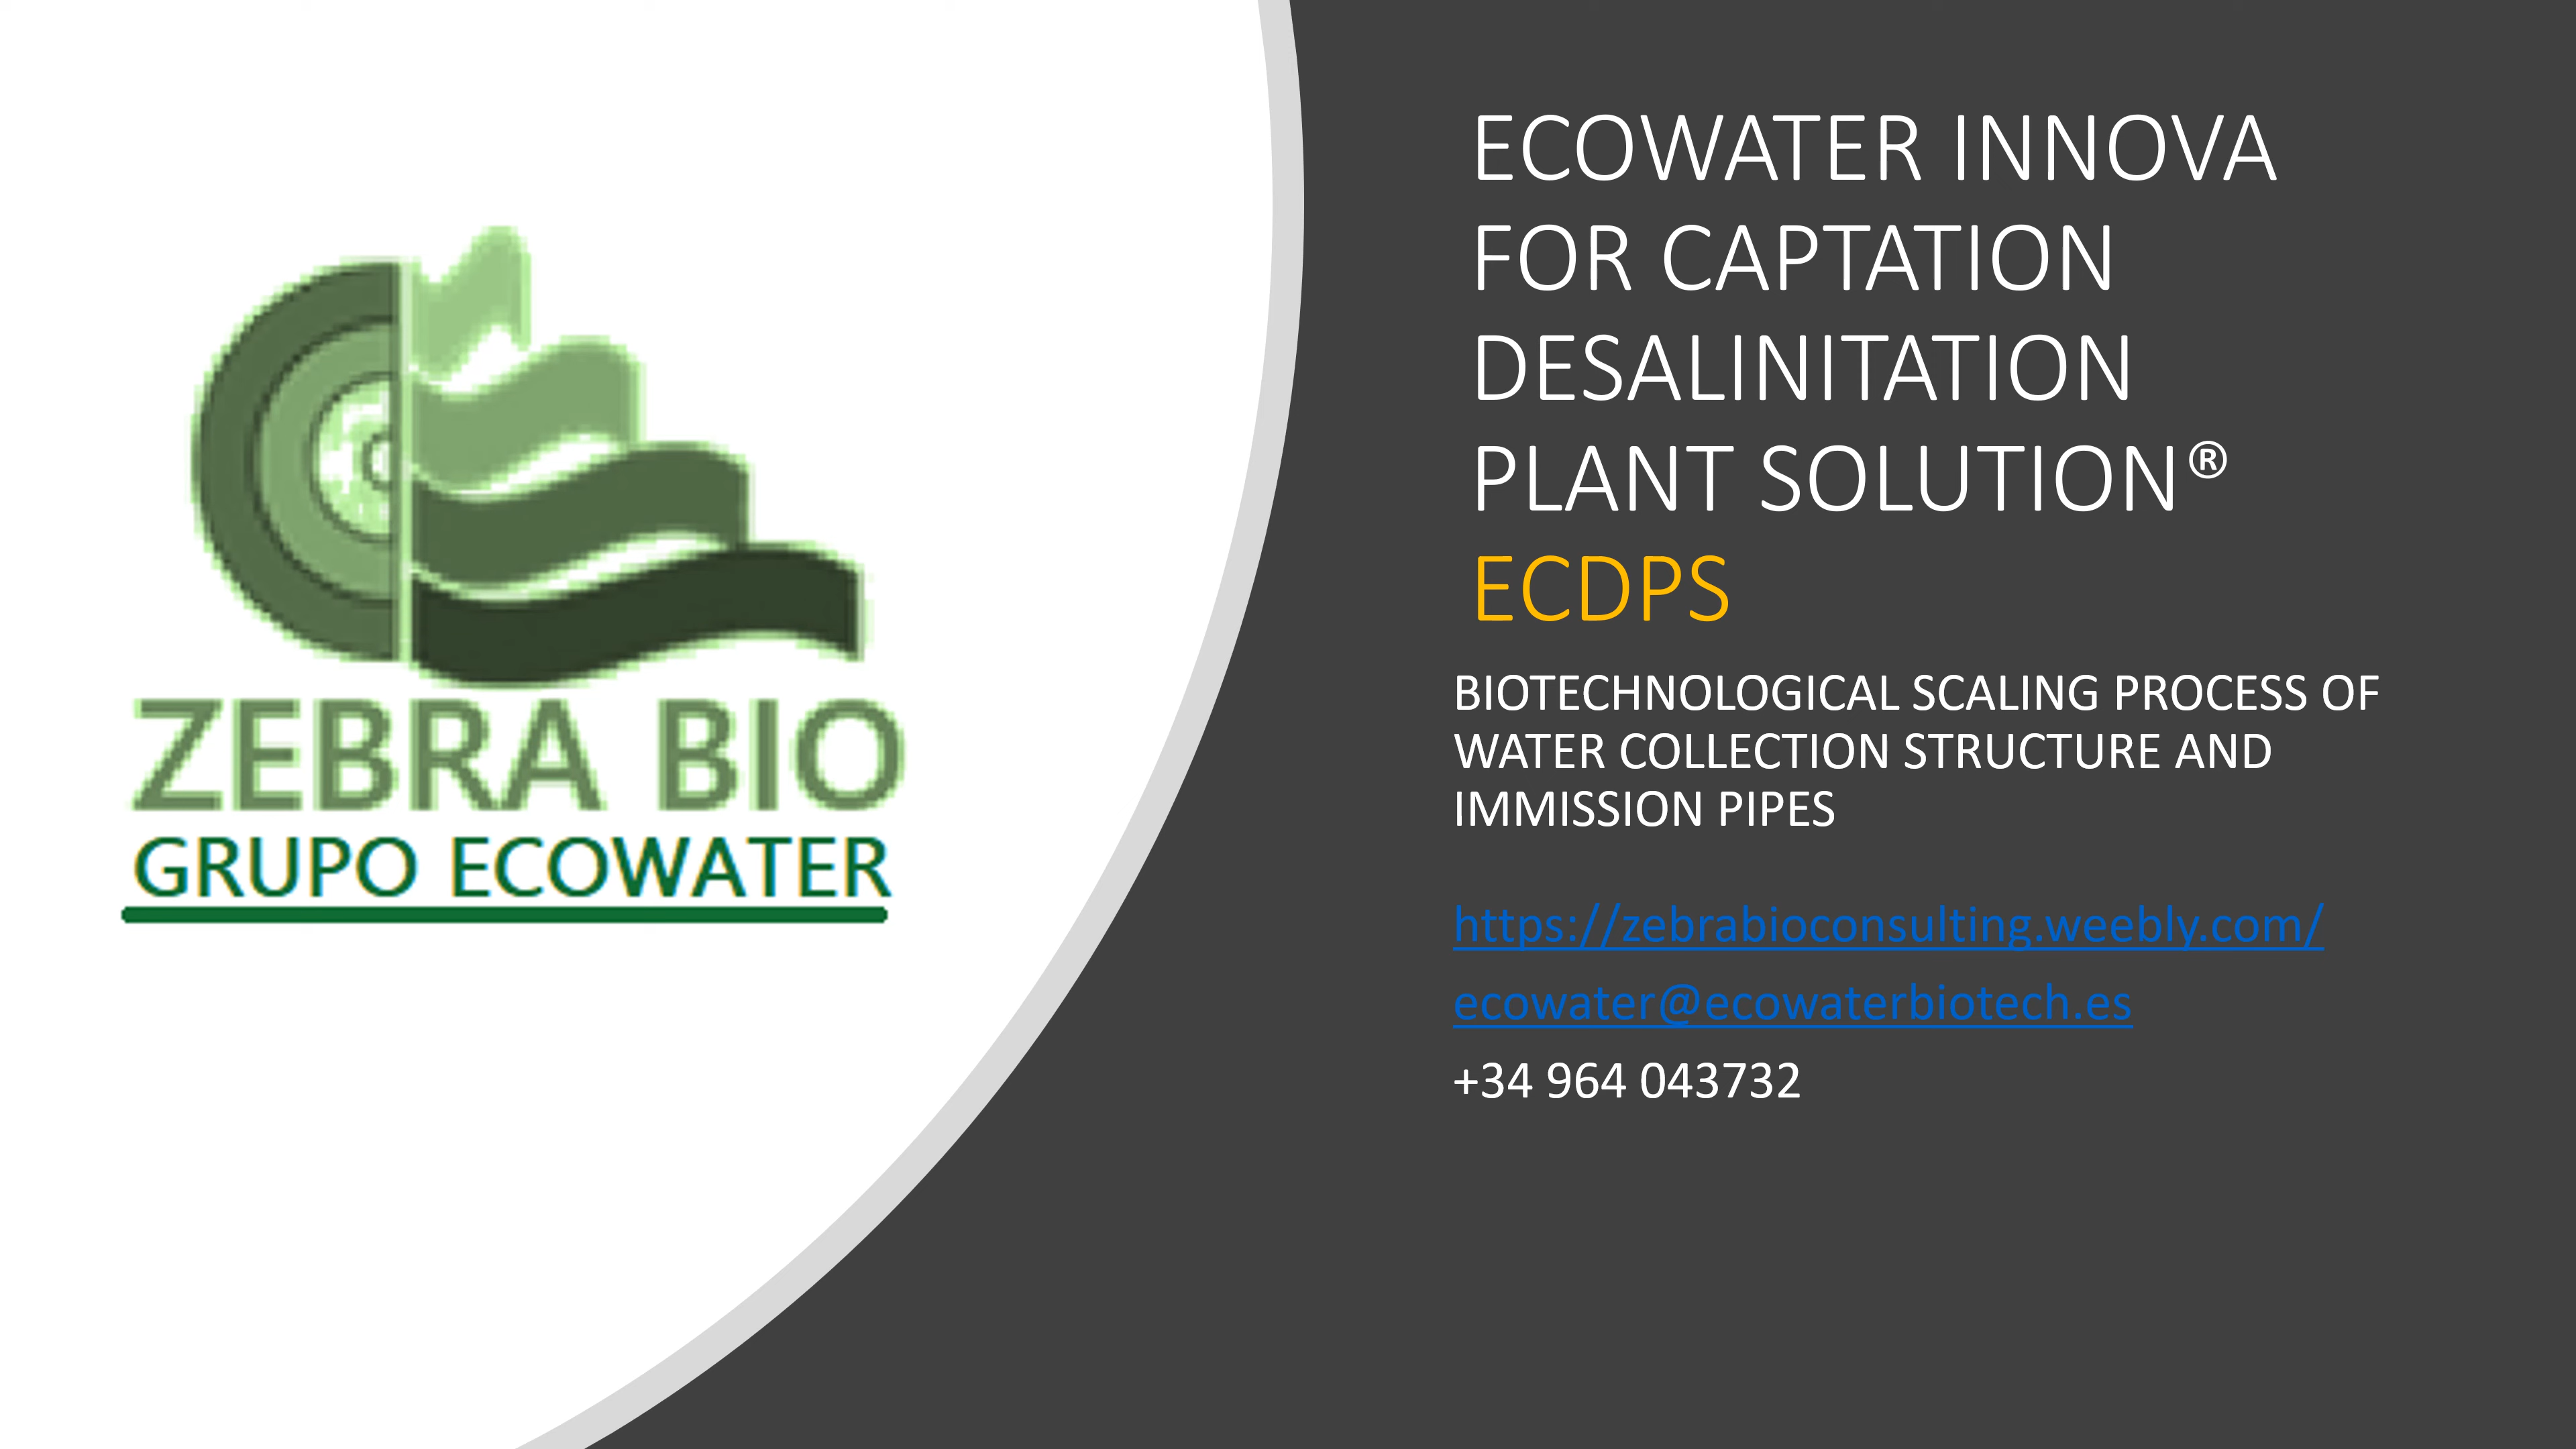 ZEBRA BIO
GRUPO ECOWATER
ECOWATER INNOVA
FOR CAPTATION
DESALINITATION
PLANT SOLUTION®
ECDPS
BIOTECHNOLOGICAL SCALING PROCESS OF
WATER COLLECTION STRUCTURE AND
IMMISSION PIPES
https://zebrabioconsulting.weebly.com/
ecowater@ecowaterbiotech.es
+34 964 043732